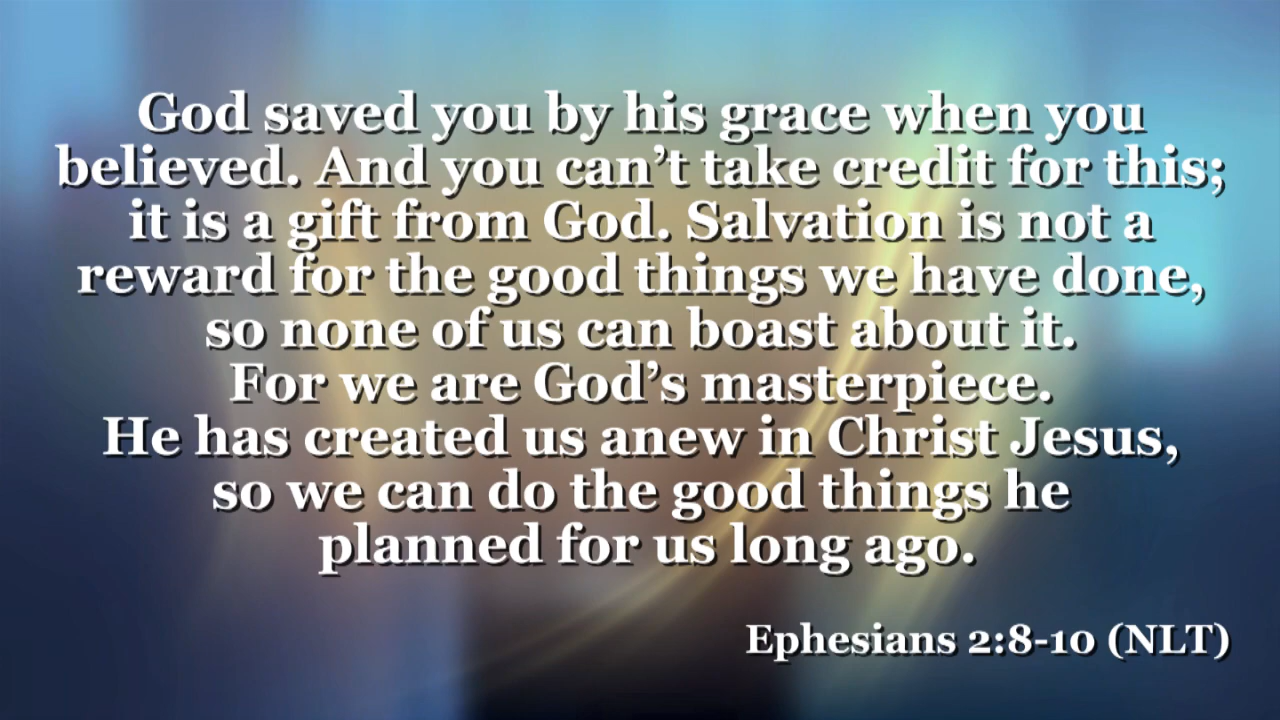 God saved you by his grace when you
believed. And you can’t take credit for this;
it is a gift from God. Salvation is not a
reward for the good things we have done,
so none of us can boast about it.
For we are God’s masterpiece.
He has created us anew in Christ Jesus,
so we can do the good things he
planned for us long ago.
Ephesians 2:8-10 (NLT)